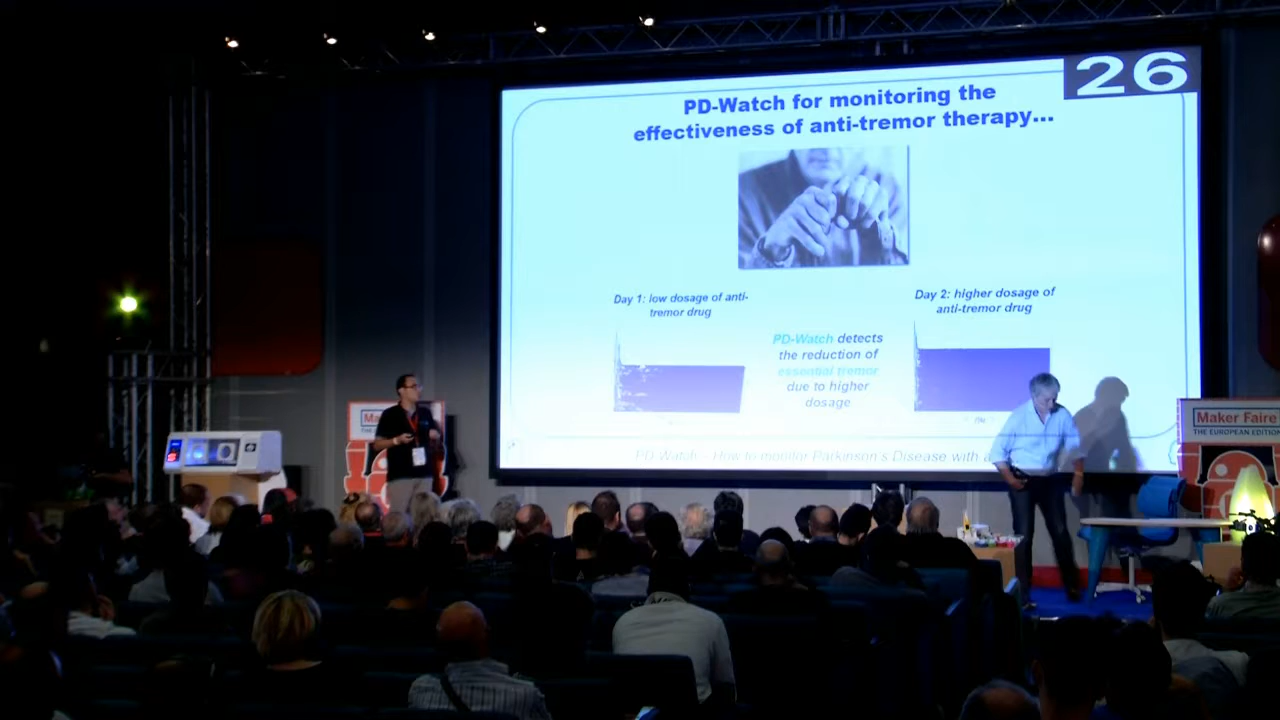 26
PD-Watch for monitoring the
effectiveness of anti-tremor therapy...
Day 1: low dosage of anti-
tremor drug
Day 2: higher dosage of
anti-tremor drug
PD-Watch detects
the reduction of
essential tremor
due to higher
dosage
PD-Watch – How to monitor Parkinson's Disease with a
Ma
THE
Maker Faire
THE EUROPEAN EDITION